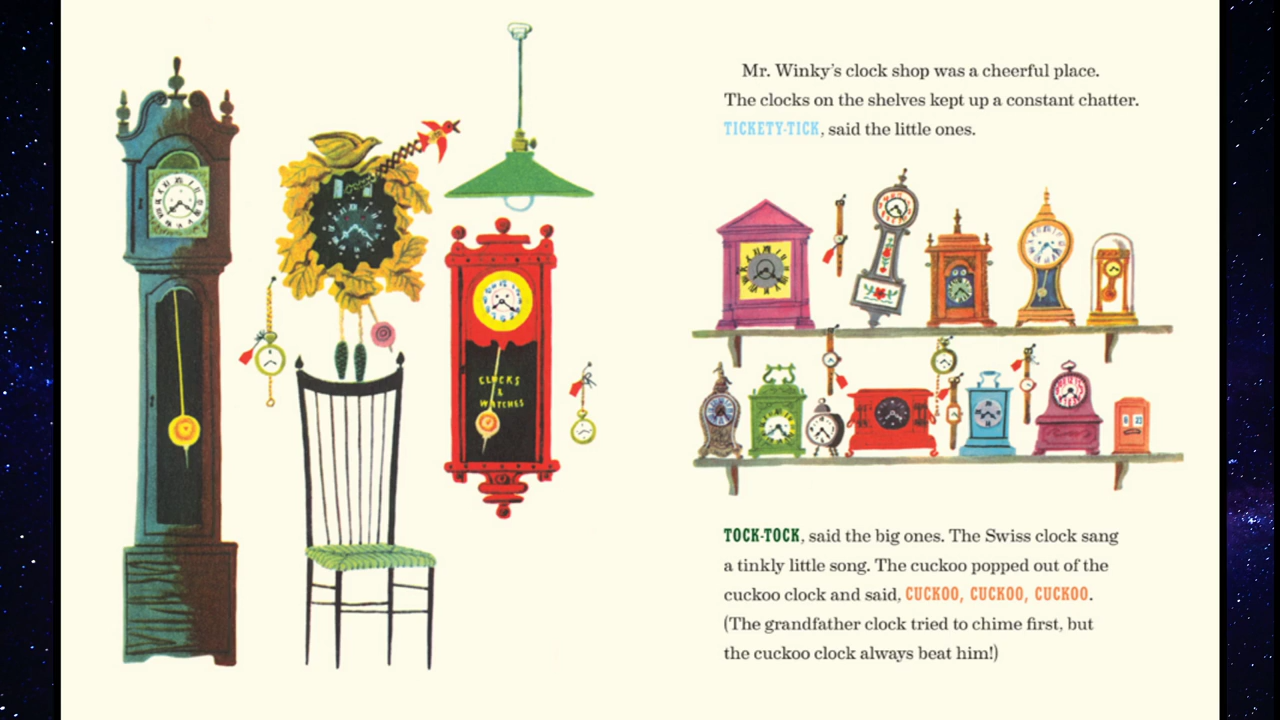 CLOCKS
&
WATCHES
Mr. Winky’s clock shop was a cheerful place.
The clocks on the shelves kept up a constant chatter.
TICKETY-TICK, said the little ones.
8 23
TOCK-TOCK, said the big ones. The Swiss clock sang
a tinkly little song. The cuckoo popped out of the
cuckoo clock and said, CUCKOO, CUCKOO, CUCKOO.
(The grandfather clock tried to chime first, but
the cuckoo clock always beat him!)